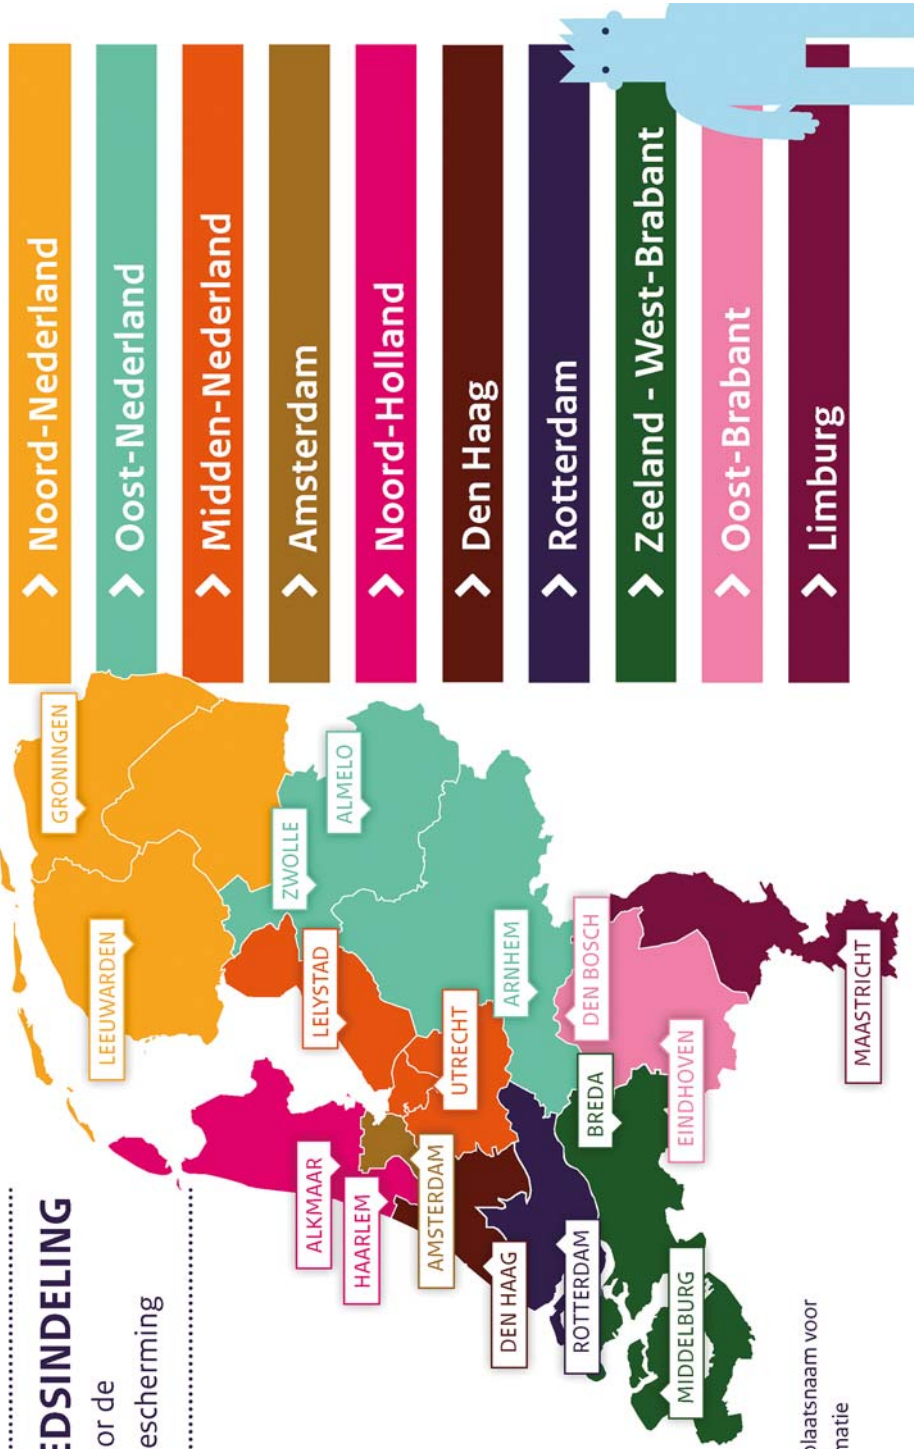 EDSINDELING
or de
escherming
plaatsnaam voor
matie
GRONINGEN
LEEUWARDEN
ZWOLLE
ALMELO
LELYSTAD
ALKMAAR
HAARLEM
AMSTERDAM
UTRECHT
ARNHEM
DEN HAAG
ROTTERDAM
BREDA
DEN BOSCH
MIDDELBURG
EINDHOVEN
MAASTRICHT
> Noord-Nederland
> Oost-Nederland
> Midden-Nederland
> Amsterdam
> Noord-Holland
> Den Haag
> Rotterdam
> Zeeland - West-Brabant
> Oost-Brabant
> Limburg